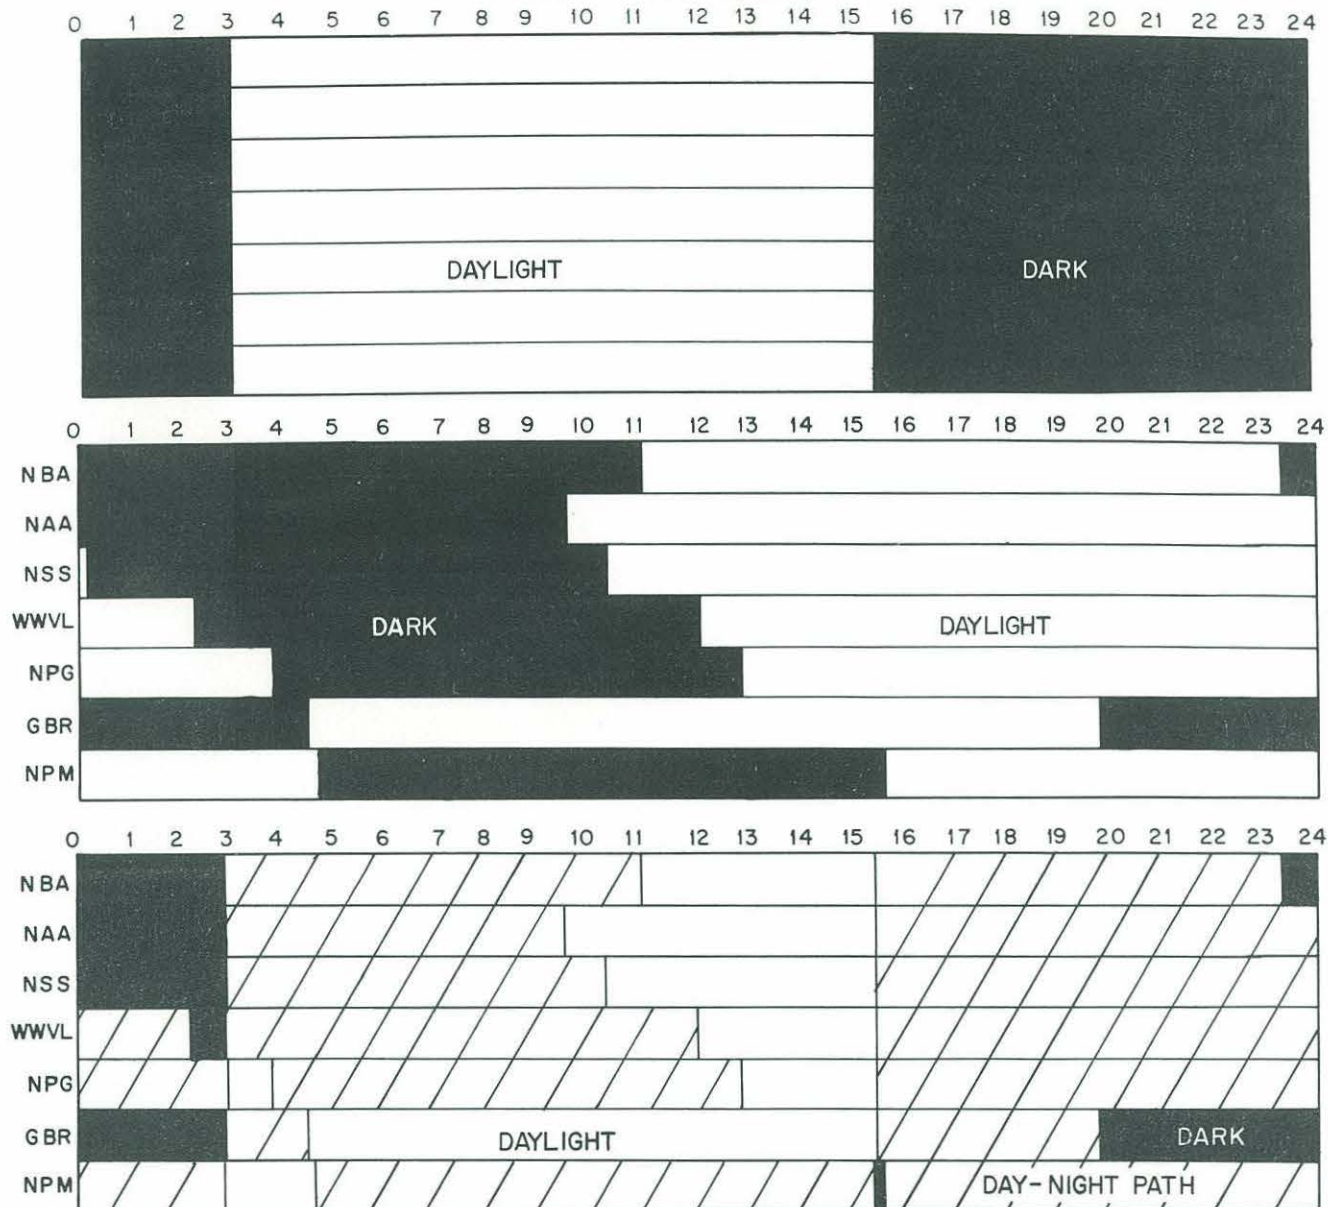 0 1 2 3 4 5 6 7 8 9 10 11 12 13 14 15 16 17 18 19 20 21 22 23 24
DAYLIGHT DARK
0 1 2 3 4 5 6 7 8 9 10 11 12 13 14 15 16 17 18 19 20 21 22 23 24
NBA
NAA
NSS
WWVL DARK DAYLIGHT
NPG
GBR
NPM
0 1 2 3 4 5 6 7 8 9 10 11 12 13 14 15 16 17 18 19 20 21 22 23 24
NBA
NAA
NSS
WWVL
NPG
GBR DAYLIGHT DARK
NPM DAY-NIGHT PATH